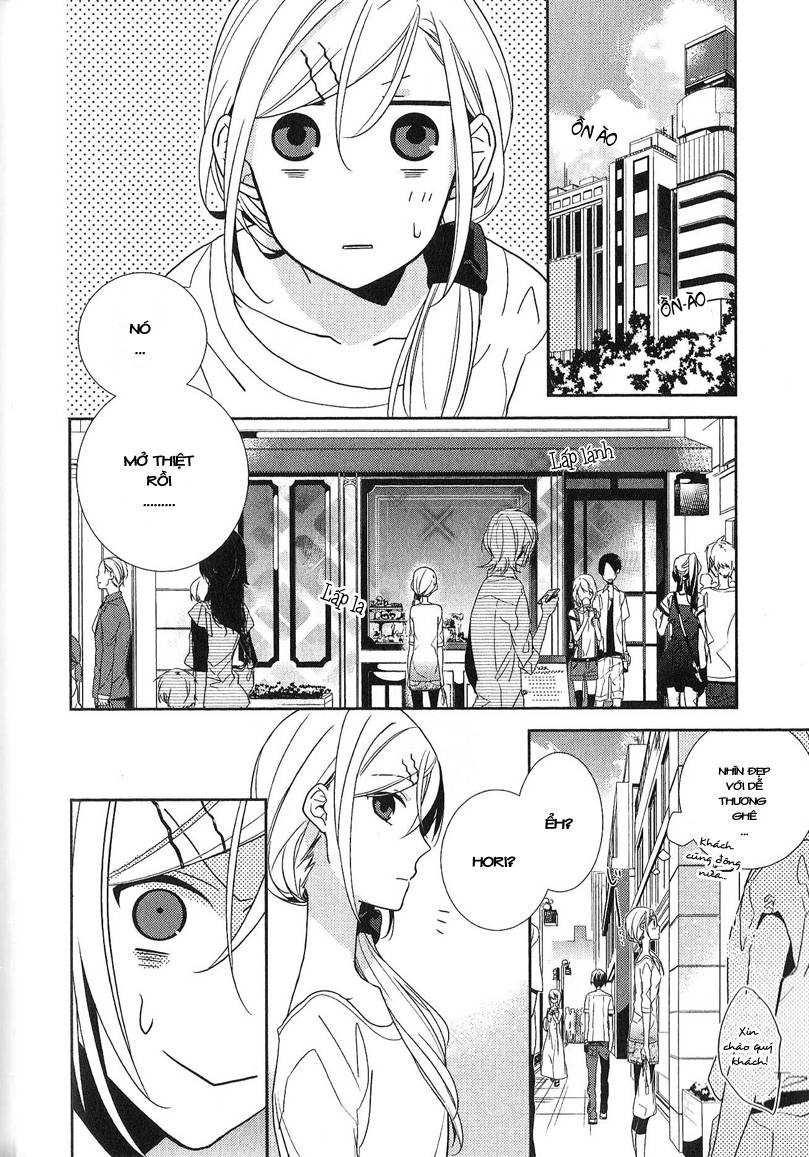 ỒN ÀO
ỒN ÀO
NÓ
...
MỞ THIỆT
RỒI
.........
Lấp lánh
Lấp la
NHÌN ĐẸP
VỚI DỄ
THƯƠNG
GHÊ
...
Khách
cũng đông
nữa...
Xin
chào quý
khách!
ỂH?
HORI?